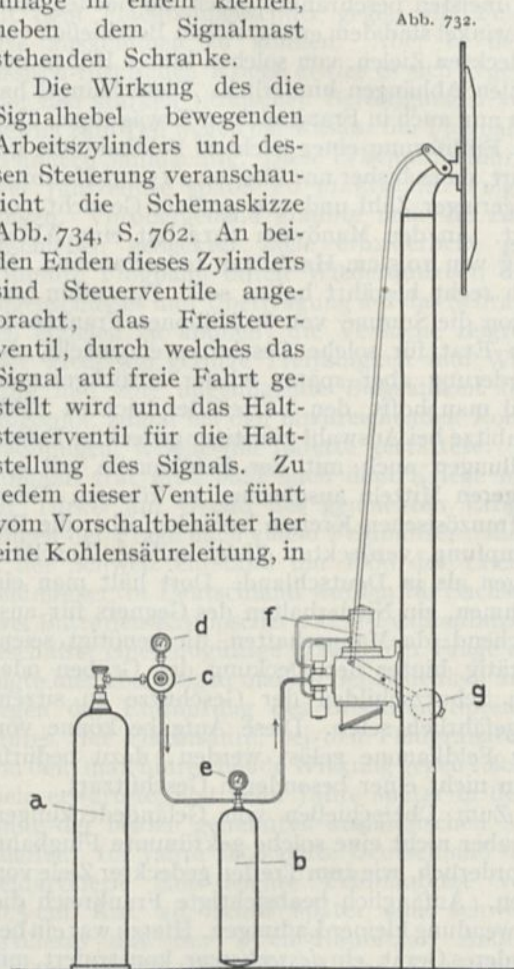 einem kleinen,
neben dem Signalmast
stehenden Schranke.
Die Wirkung des die
Signalhebel bewegenden
Arbeitszylinders und des-
sen Steuerung veranschau-
licht die Schemaskizze
Abb. 734, S. 762. An bei-
den Enden dieses Zylinders
sind Steuerventile ange-
bracht, das Freisteuer-
ventil, durch welches das
Signal auf freie Fahrt ge-
stellt wird und das Halt-
steuerventil für die Halt-
stellung des Signals. Zu
jedem dieser Ventile führt
vom Vorschaltbehälter her
eine Kohlensäureleitung, in
Abb. 732.
f
d
c
g
e
a
b